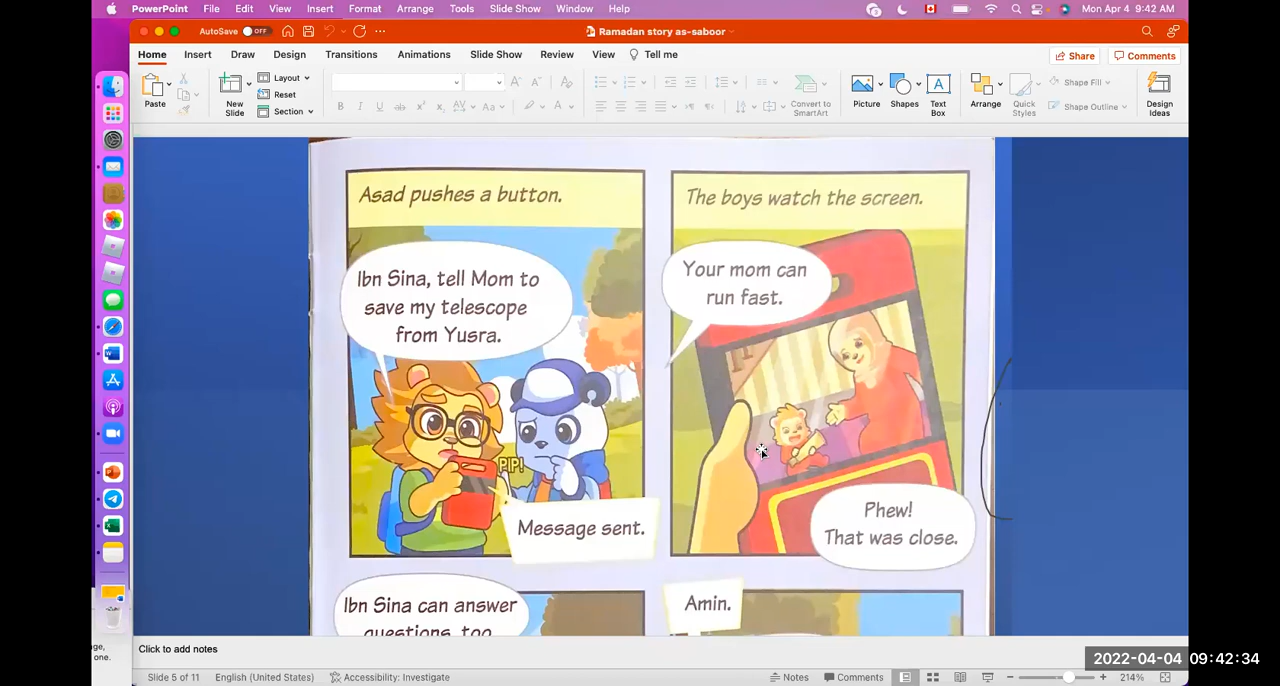 PowerPoint File Edit View Insert Format Arrange Tools Slide Show Window Help Mon Apr 4 9:42 AM
AutoSave OFF Ramadan story as-saboor
Home Insert Draw Design Transitions Animations Slide Show Review View Tell me Share Comments
Paste New Slide Layout Reset Section Convert to SmartArt Picture Shapes Text Box Arrange Quick Styles Shape Fill Shape Outline Design Ideas
Asad pushes a button.
Ibn Sina, tell Mom to
save my telescope
from Yusra.
PIP!
Message sent.
The boys watch the screen.
Your mom can
run fast.
Phew!
That was close.
Ibn Sina can answer
questions, too.
Amin.
Click to add notes
one.
2022-04-04 09:42:34
Slide 5 of 11 English (United States) Accessibility: Investigate Notes Comments 214%